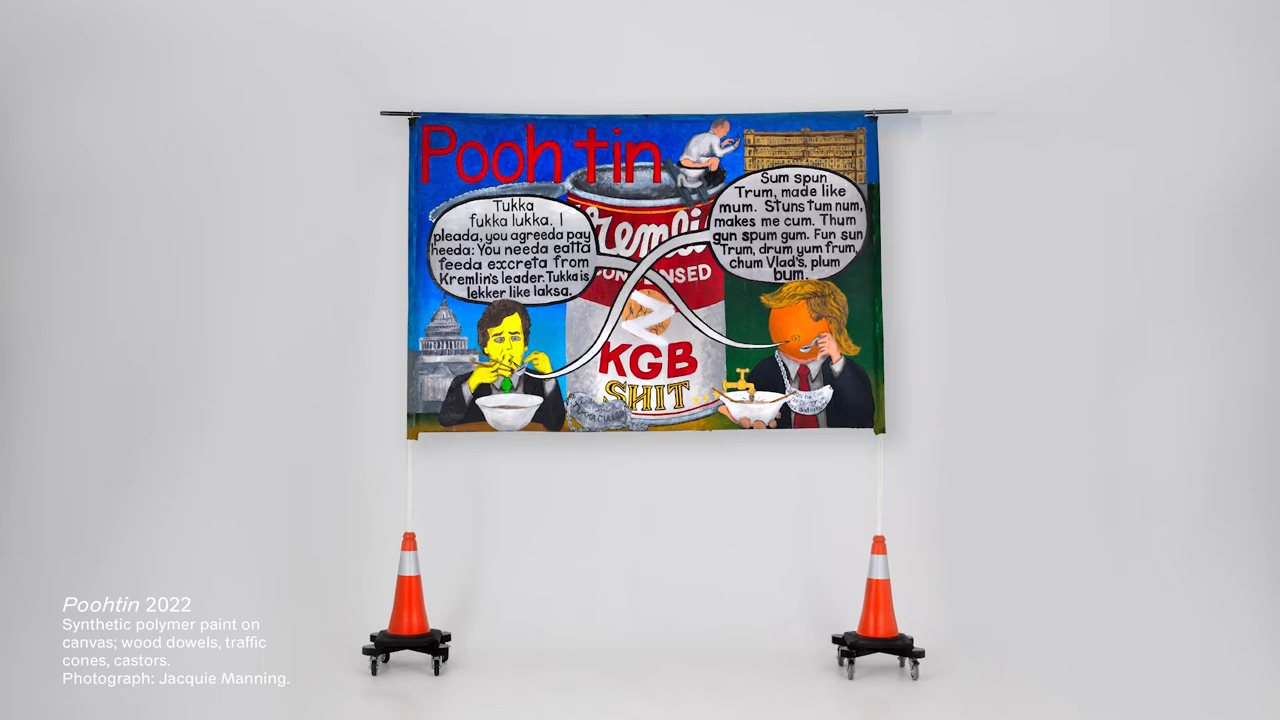 Poohtin
Tukka
fukka lukka. I
pleada, you agreeda pay
heeda: You needa eatta
feeda excreta from
Kremlin's leader. Tukka is
lekker like laksa.
Sum spun
Trum, made like
mum. Stuns tum num,
makes me cum. Thum
gun spum gum. Fun sun
Trum, drum yum frum,
chum Vlad's, plum
bum.
Kremli
CONDENSED
Z
KGB
SHIT
Poohtin 2022
Synthetic polymer paint on
canvas; wood dowels, traffic
cones, castors.
Photograph: Jacquie Manning.